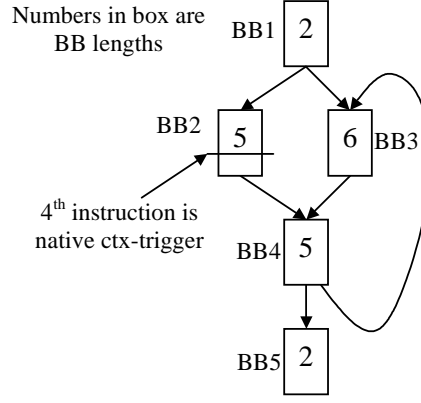 Numbers in box are
BB lengths
BB1 2
BB2 5
6 BB3
4th instruction is
native ctx-trigger
BB4 5
BB5 2